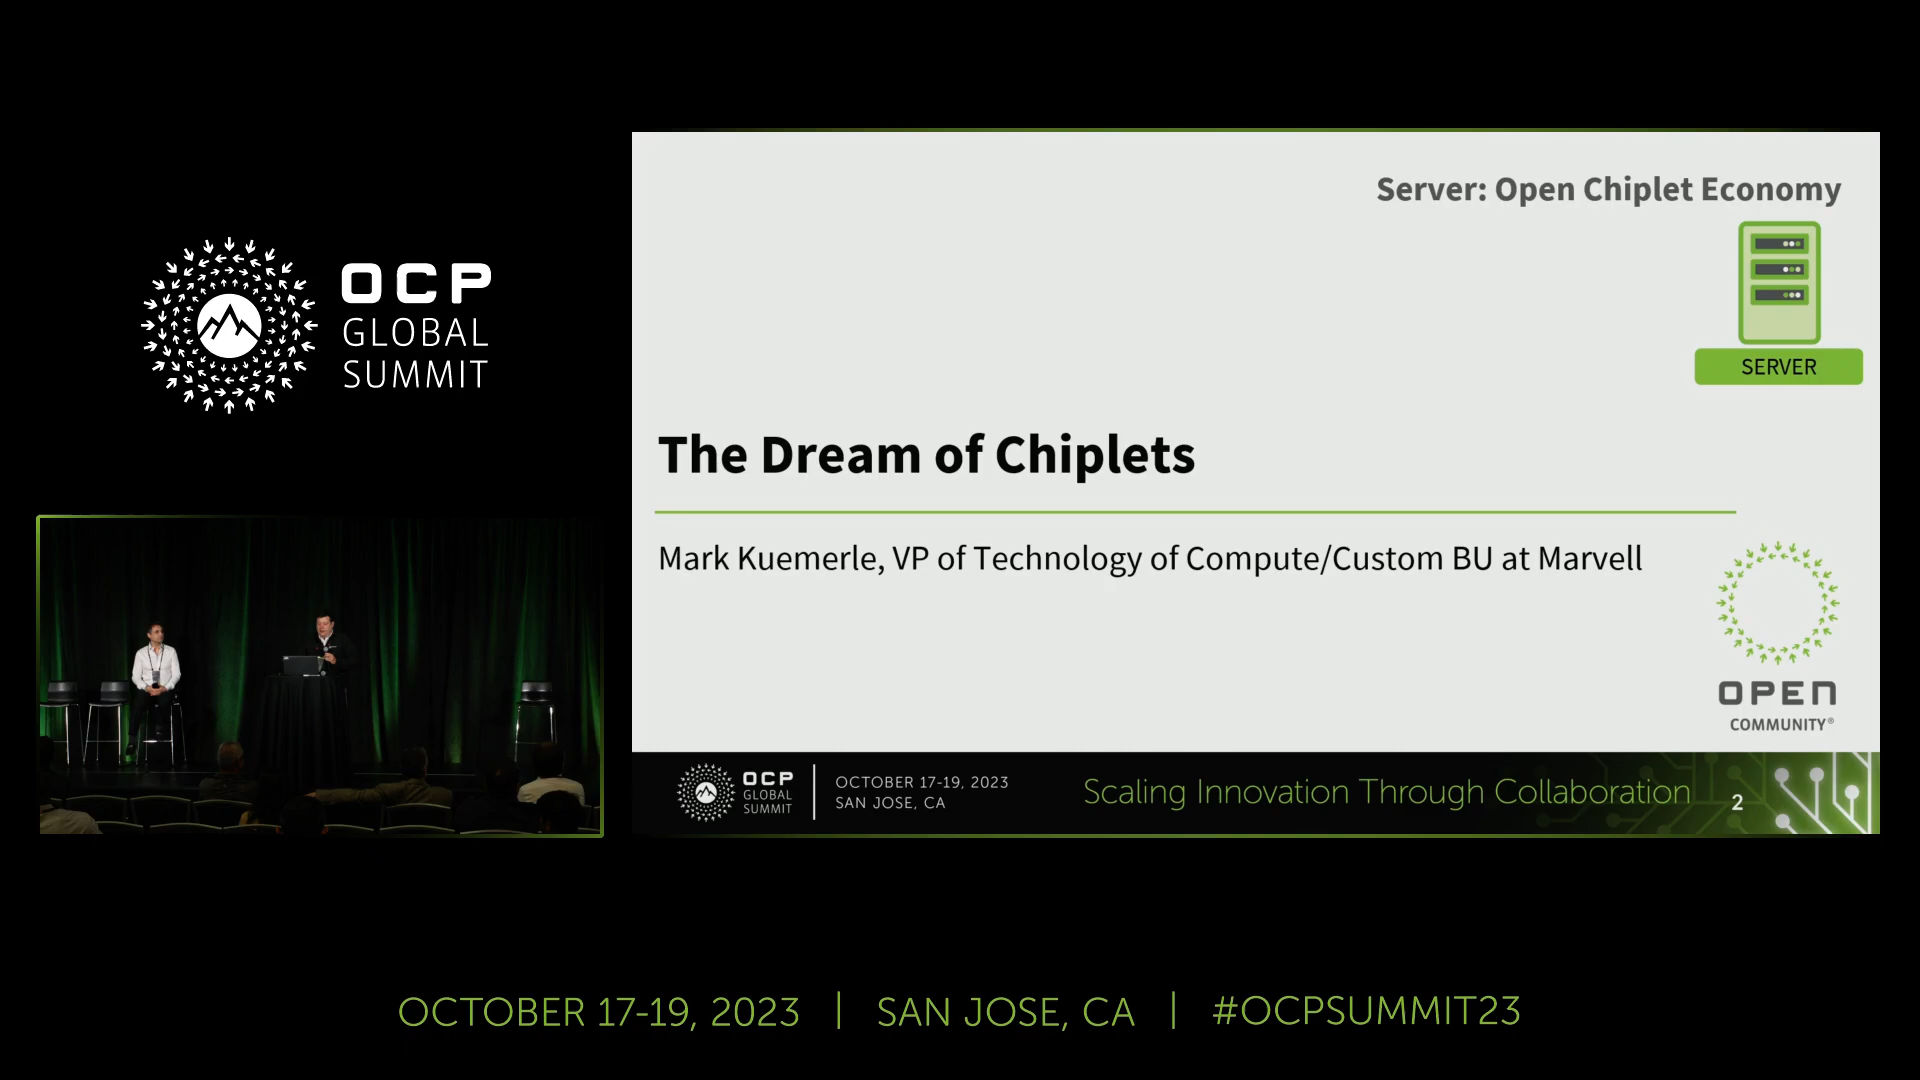 OCP
GLOBAL
SUMMIT
Server: Open Chiplet Economy
SERVER
The Dream of Chiplets
Mark Kuemerle, VP of Technology of Compute/Custom BU at Marvell
OPEN
COMMUNITY®
OCP
GLOBAL
SUMMIT
OCTOBER 17-19, 2023
SAN JOSE, CA
Scaling Innovation Through Collaboration
2
OCTOBER 17-19, 2023 | SAN JOSE, CA | #OCPSUMMIT23